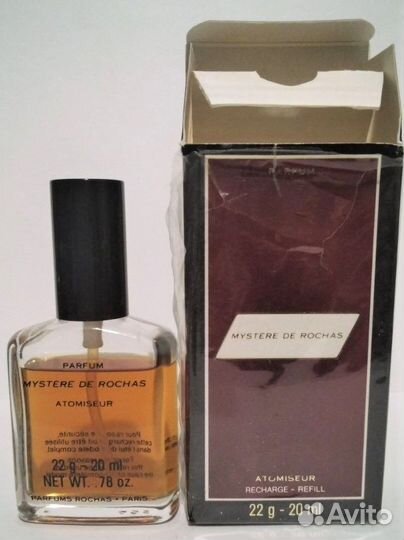 PARFUM
MYSTERE DE ROCHAS
ATOMISEUR
22 g - 20 ml
NET WT. .78 oz.
PARFUMS ROCHAS • PARIS
PARFUM
MYSTERE DE ROCHAS
ATOMISEUR
RECHARGE - REFILL
22 g - 20 ml
Avito